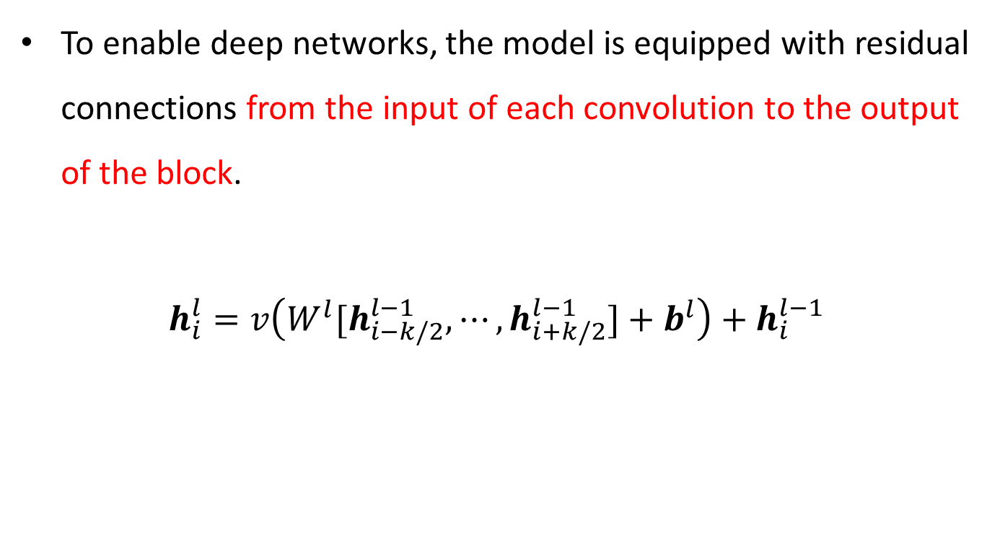 • To enable deep networks, the model is equipped with residual
connections from the input of each convolution to the output
of the block.
$\boldsymbol{h}_i^l = v\left(W^l[\boldsymbol{h}_{i-k/2}^{l-1}, \cdots, \boldsymbol{h}_{i+k/2}^{l-1}] + \boldsymbol{b}^l\right) + \boldsymbol{h}_i^{l-1}$